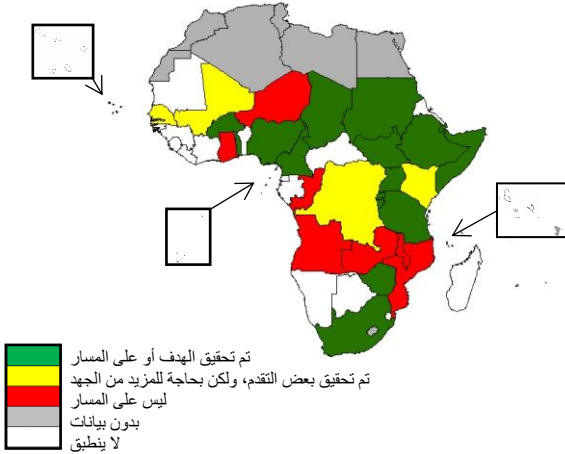 تم تحقيق الهدف أو على المسار
تم تحقيق بعض التقدم، ولكن بحاجة للمزيد من الجهد
ليس على المسار
بدون بيانات
لا ينطبق